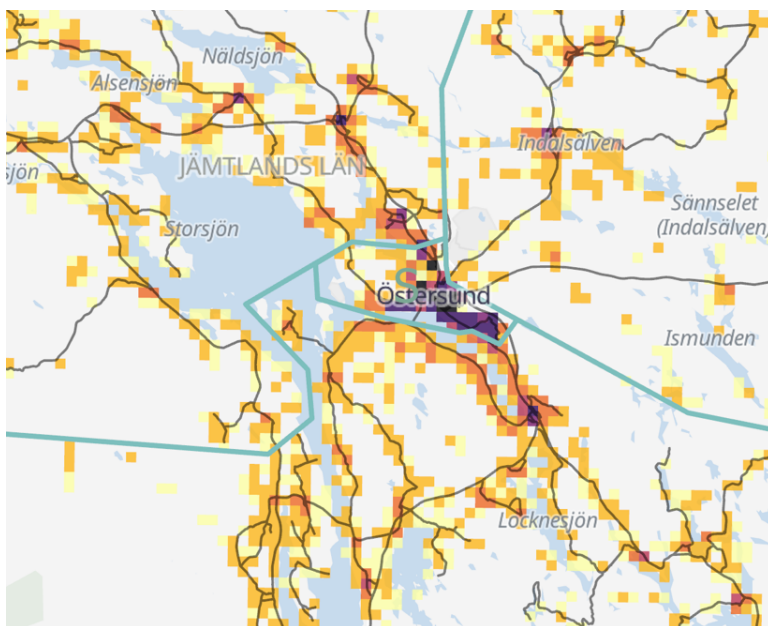 Näldsjön
Alsensjön
Indalsälven
JÄMTLANDS LÄN
sjön
Sännselet
(Indalsälven)
Storsjön
Östersund
Ismunden
Locknesjön